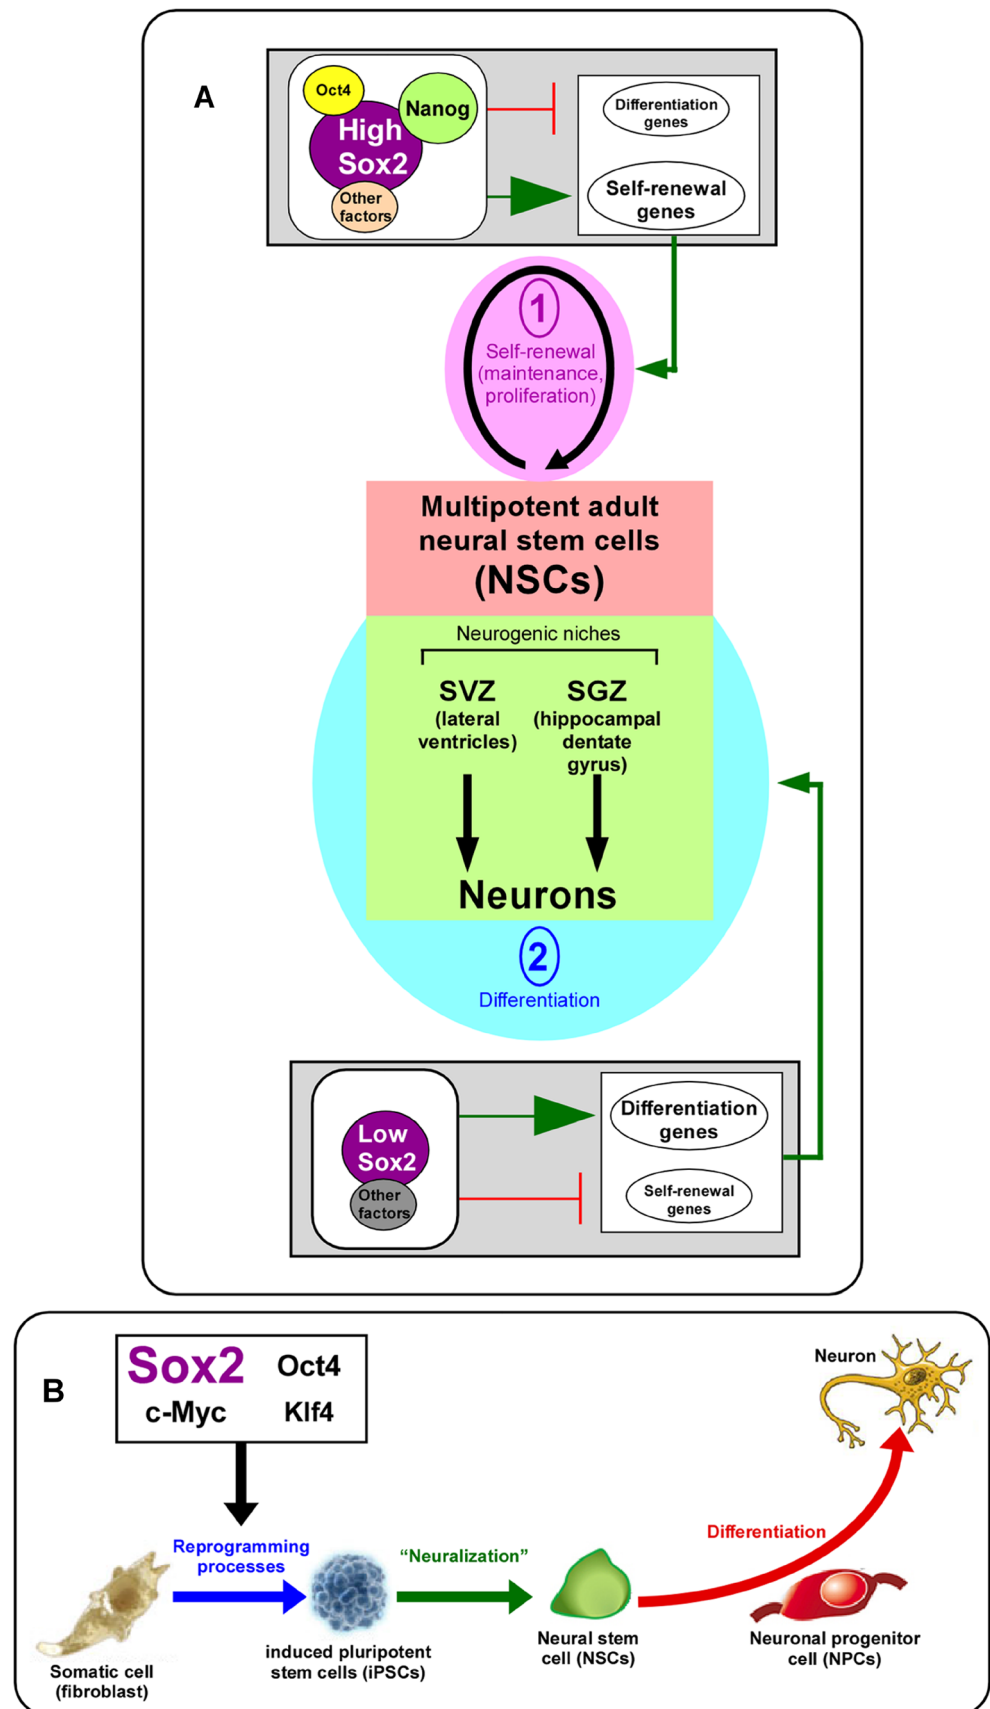 A
Oct4
Nanog
High
Sox2
Other
factors
Differentiation
genes
Self-renewal
genes
1
Self-renewal
(maintenance,
proliferation)
Multipotent adult
neural stem cells
(NSCs)
Neurogenic niches
SVZ
(lateral
ventricles)
SGZ
(hippocampal
dentate
gyrus)
Neurons
2
Differentiation
Low
Sox2
Other
factors
Differentiation
genes
Self-renewal
genes
B
Sox2 Oct4
c-Myc Klf4
Neuron
Reprogramming
processes
“Neuralization”
Differentiation
Somatic cell
(fibroblast)
induced pluripotent
stem cells (iPSCs)
Neural stem
cell (NSCs)
Neuronal progenitor
cell (NPCs)